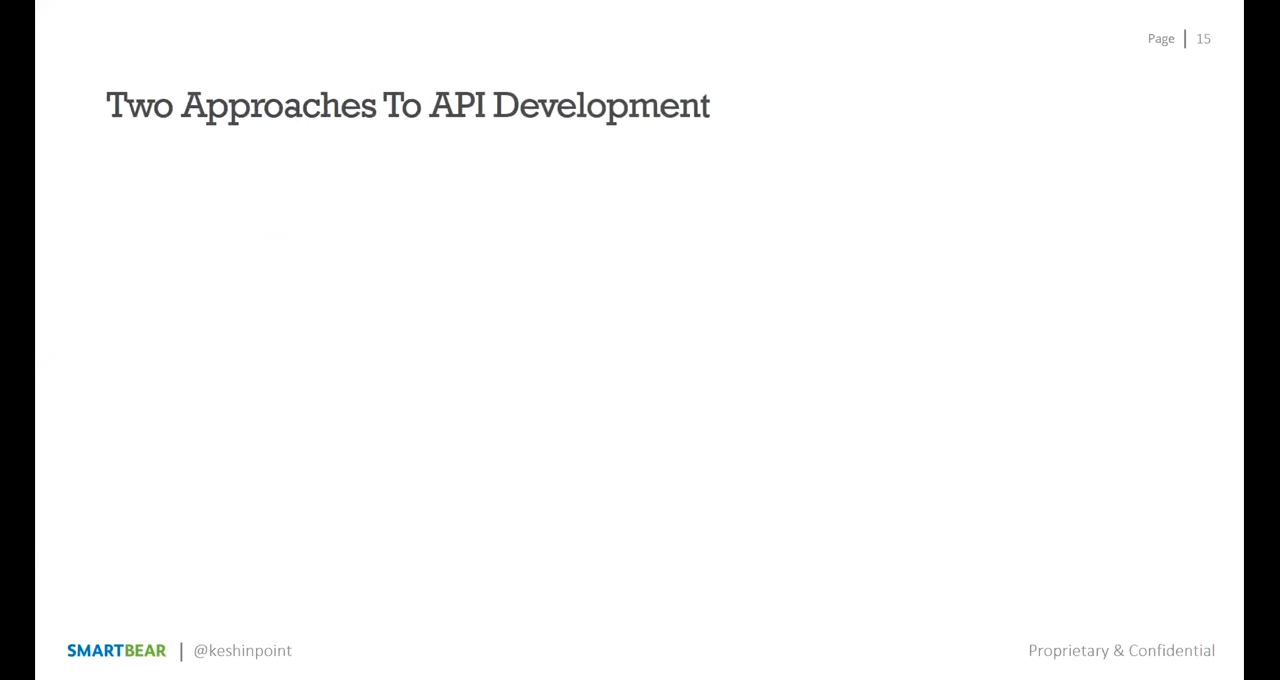 Page | 15
Two Approaches To API Development
SMARTBEAR | @keshinpoint
Proprietary & Confidential